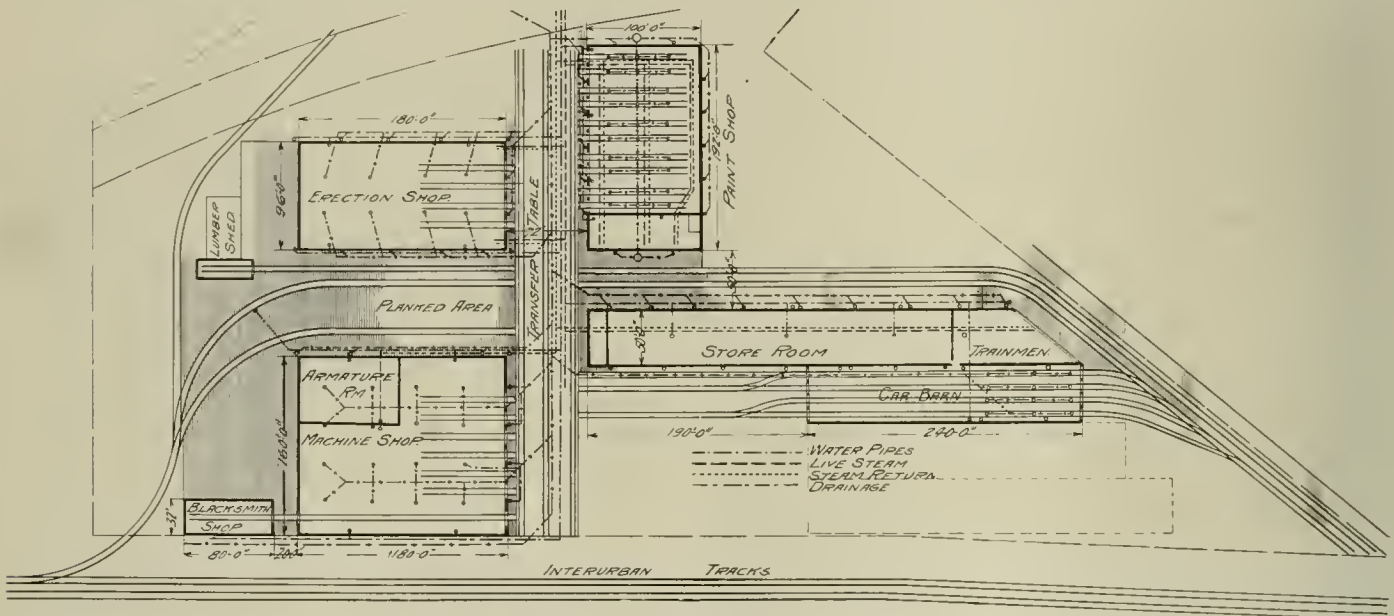 100'-0"
192'-0"
PAINT SHOP
180'-0"
96'-0"
ERECTION SHOP
LUMBER
SHED
TRANSFER TABLE
PLANKED AREA
50'-0"
STORE ROOM
TRAINMEN
CAR BARN
ARMATURE
RM
MACHINE SHOP
160'-0"
190'-0"
240'-0"
WATER PIPES
LIVE STEAM
STEAM RETURN
DRAINAGE
BLACKSMITH
SHOP
37'
80'-0"
180'-0"
INTERURBAN TRACKS